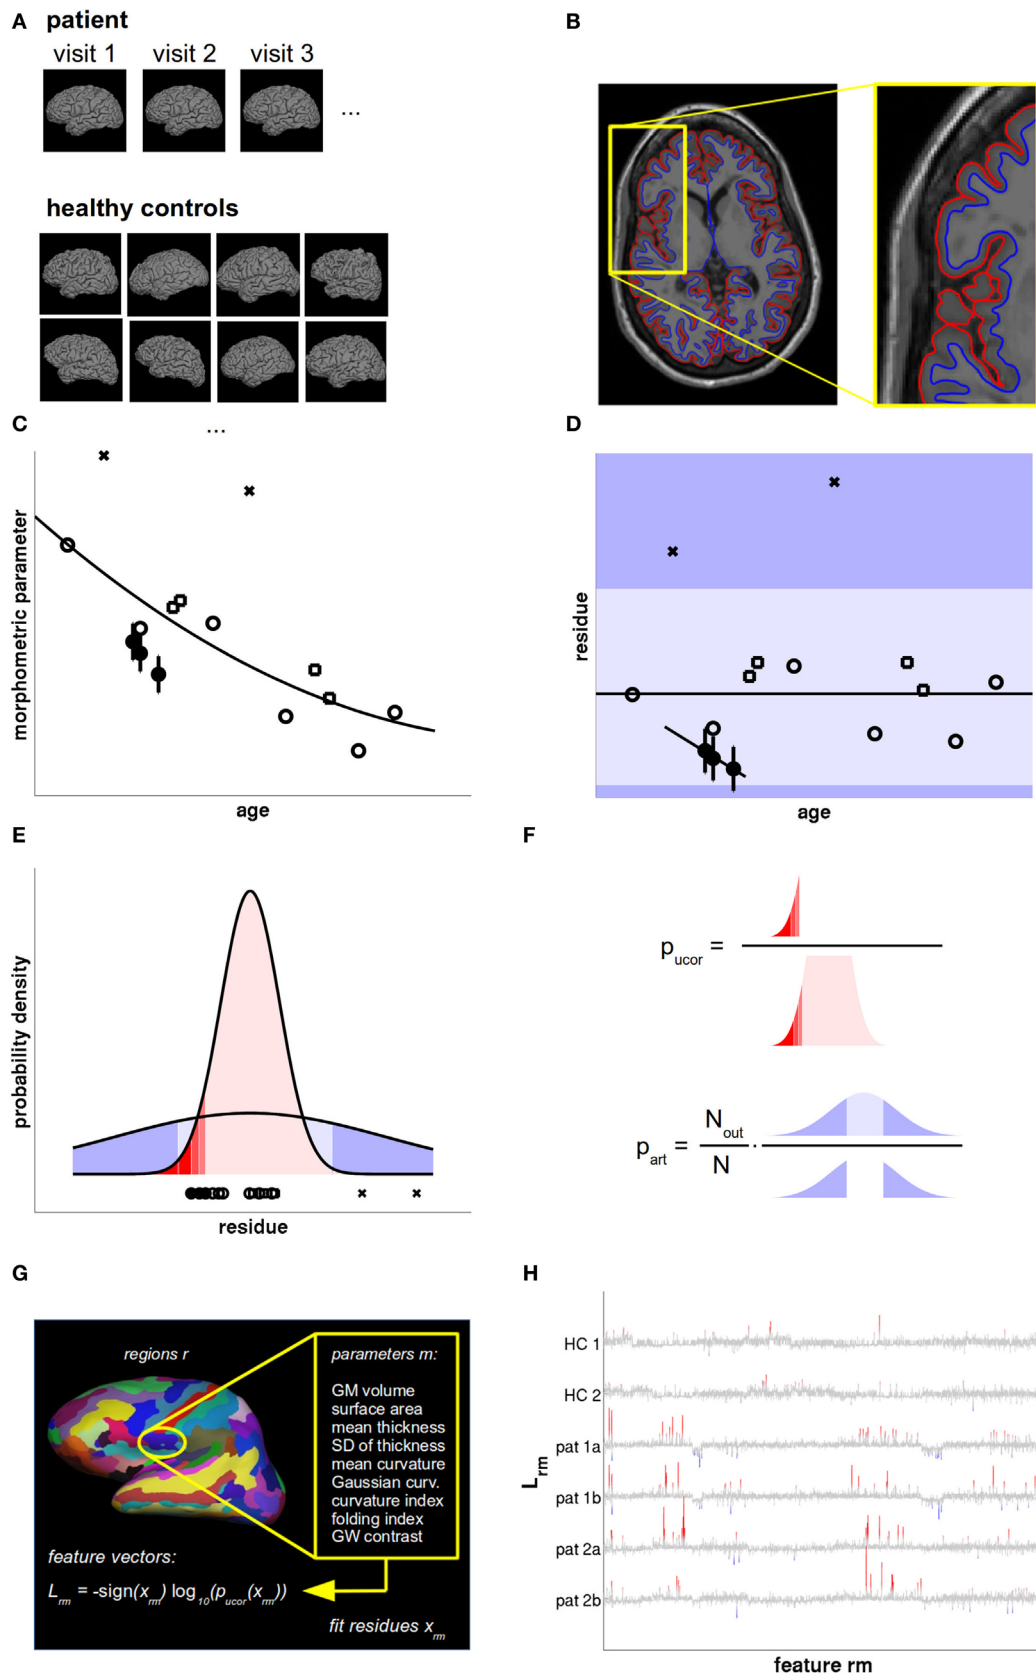 A
patient
visit 1 visit 2 visit 3
...
healthy controls
...
B
C
morphometric parameter
age
D
residue
age
E
probability density
residue
F
p_ucor =
p_art = N_out / N ·
G
regions r
parameters m:
GM volume
surface area
mean thickness
SD of thickness
mean curvature
Gaussian curv.
curvature index
folding index
GW contrast
feature vectors:
L_rm = -sign(x_rm) log_10(p_ucor(x_rm))
fit residues x_rm
H
L_rm
HC 1
HC 2
pat 1a
pat 1b
pat 2a
pat 2b
feature rm